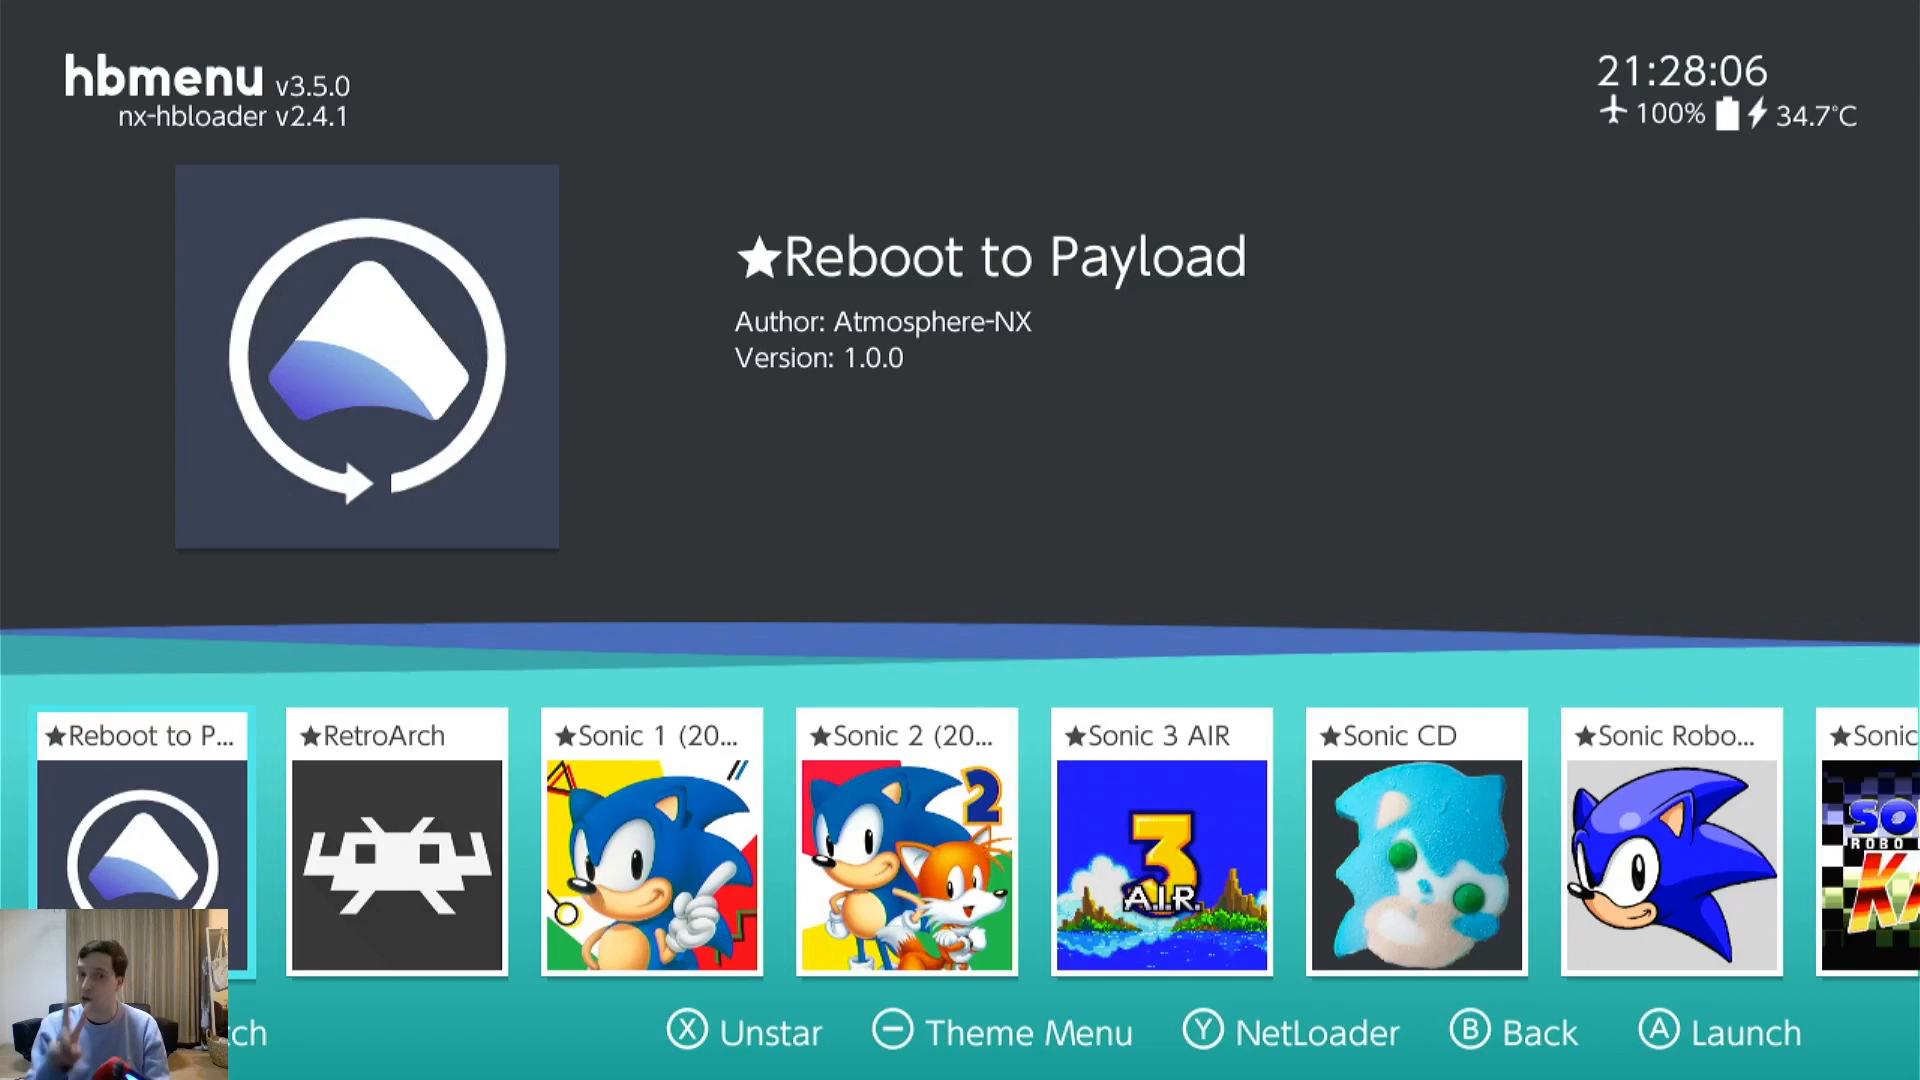 hbmenu v3.5.0
nx-hbloader v2.4.1
21:28:06
100% 34.7°C
★Reboot to Payload
Author: Atmosphere-NX
Version: 1.0.0
★Reboot to P...
★RetroArch
★Sonic 1 (20...
★Sonic 2 (20...
★Sonic 3 AIR
★Sonic CD
★Sonic Robo...
★Sonic
2
3
A.I.R.
SO
ROBO
KA
ch
X Unstar
Theme Menu
Y NetLoader
B Back
A Launch